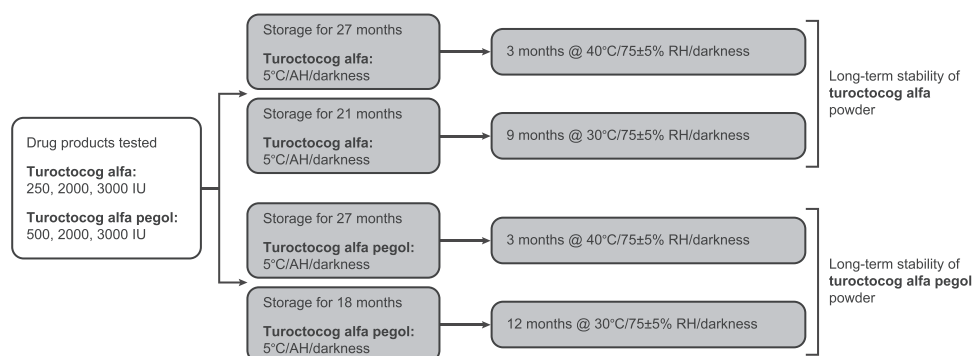 Drug products tested
Turoctocog alfa:
250, 2000, 3000 IU
Turoctocog alfa pegol:
500, 2000, 3000 IU
Storage for 27 months
Turoctocog alfa:
5°C/AH/darkness
3 months @ 40°C/75±5% RH/darkness
Storage for 21 months
Turoctocog alfa:
5°C/AH/darkness
9 months @ 30°C/75±5% RH/darkness
Long-term stability of
turoctocog alfa
powder
Storage for 27 months
Turoctocog alfa pegol:
5°C/AH/darkness
3 months @ 40°C/75±5% RH/darkness
Storage for 18 months
Turoctocog alfa pegol:
5°C/AH/darkness
12 months @ 30°C/75±5% RH/darkness
Long-term stability of
turoctocog alfa pegol
powder